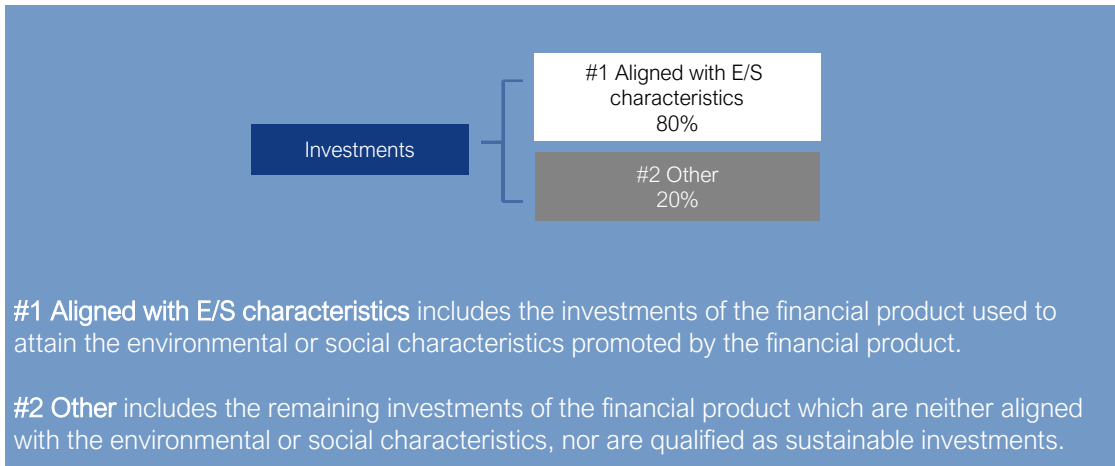 #1 Aligned with E/S
characteristics
80%
Investments
#2 Other
20%
#1 Aligned with E/S characteristics includes the investments of the financial product used to
attain the environmental or social characteristics promoted by the financial product.
#2 Other includes the remaining investments of the financial product which are neither aligned
with the environmental or social characteristics, nor are qualified as sustainable investments.